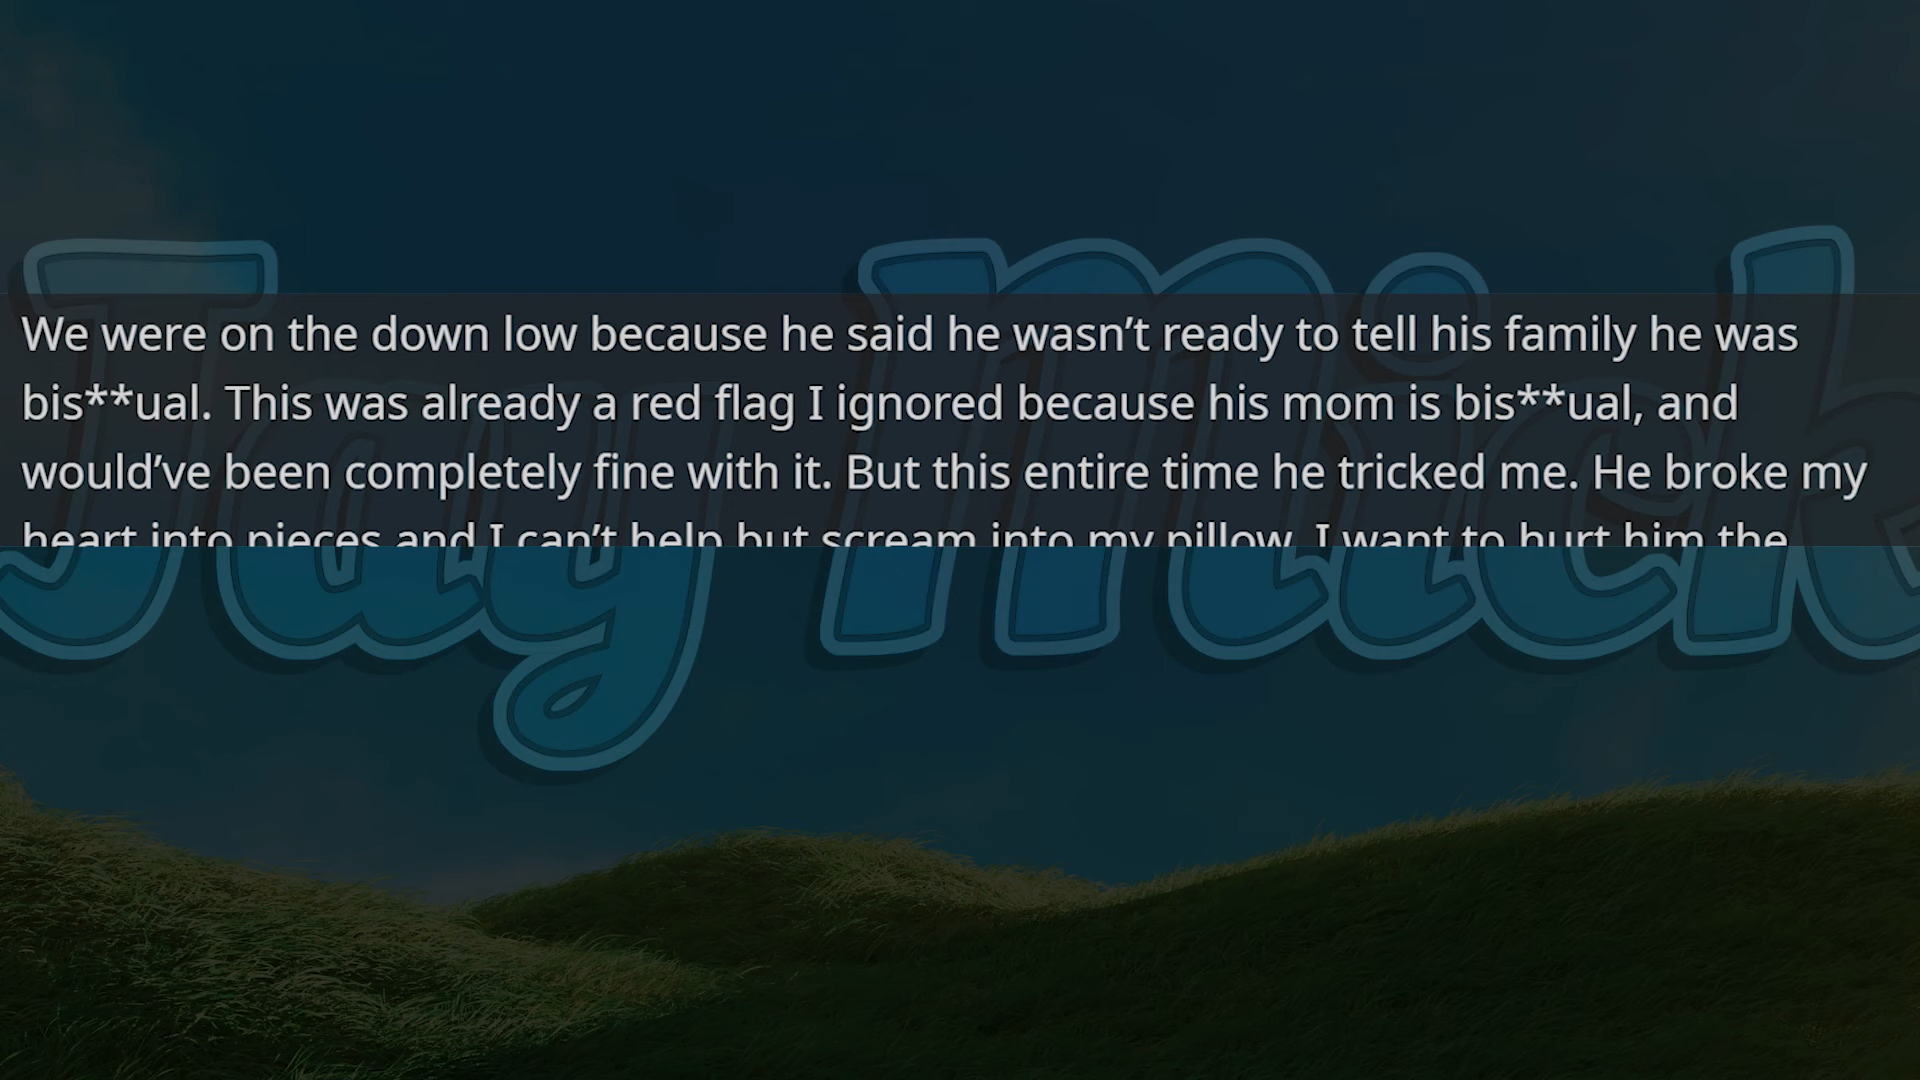 We were on the down low because he said he wasn’t ready to tell his family he was
bis**ual. This was already a red flag I ignored because his mom is bis**ual, and
would’ve been completely fine with it. But this entire time he tricked me. He broke my
heart into pieces and I can’t help but scream into my pillow. I want to hurt him the
Jay Mick